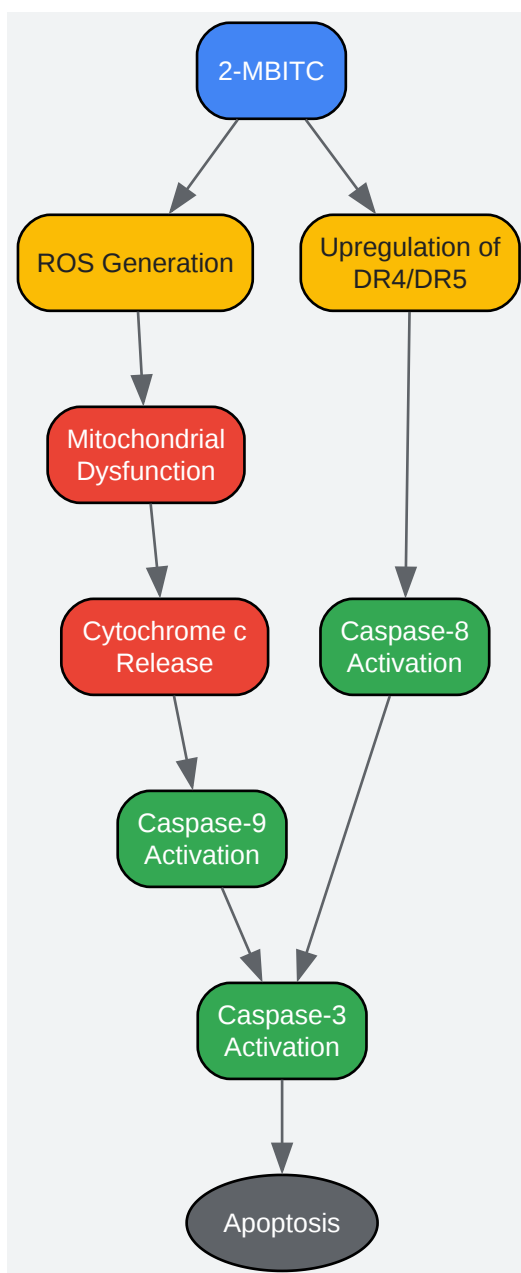 2-MBITC
ROS Generation
Upregulation of
DR4/DR5
Mitochondrial
Dysfunction
Cytochrome c
Release
Caspase-8
Activation
Caspase-9
Activation
Caspase-3
Activation
Apoptosis